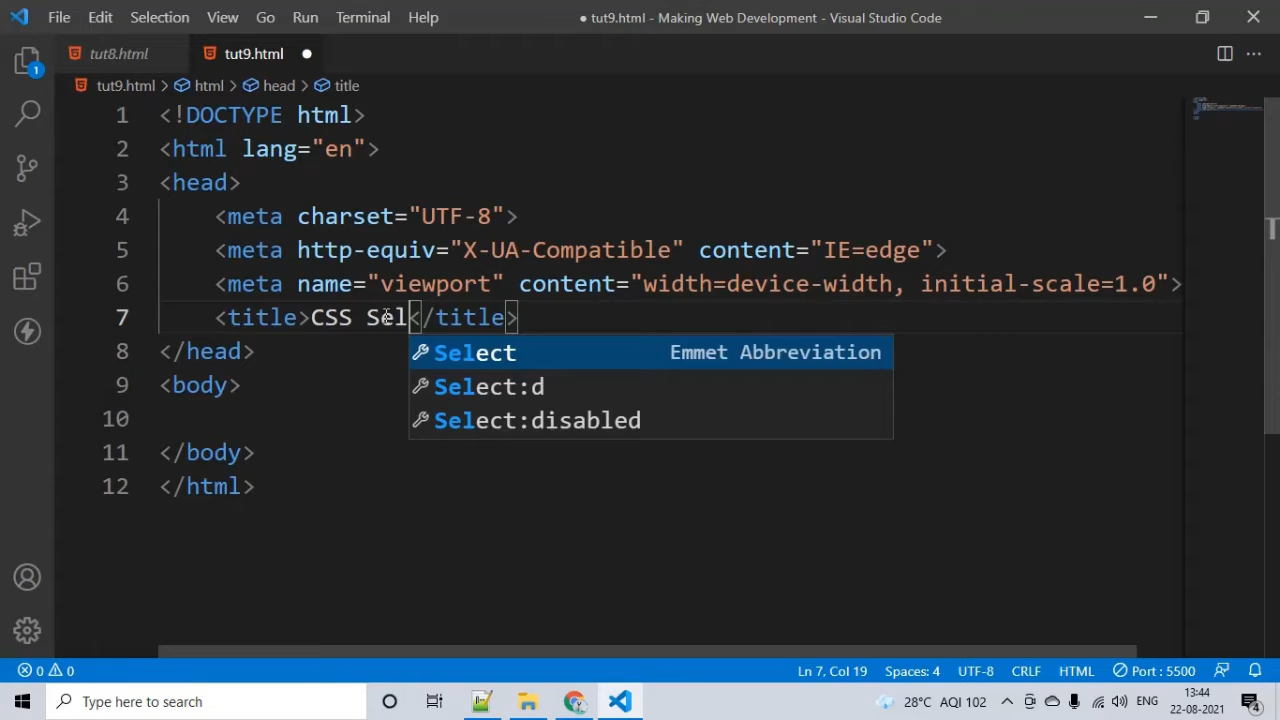 File Edit Selection View Go Run Terminal Help ● tut9.html - Making Web Development - Visual Studio Code
tut8.html tut9.html ●
tut9.html > html > head > title
1 <!DOCTYPE html>
2 <html lang="en">
3 <head>
4 <meta charset="UTF-8">
5 <meta http-equiv="X-UA-Compatible" content="IE=edge">
6 <meta name="viewport" content="width=device-width, initial-scale=1.0">
7 <title>CSS Sel</title>
8 </head>
Select Emmet Abbreviation
9 <body>
Select:d
10
Select:disabled
11 </body>
12 </html>
1
0 0 Ln 7, Col 19 Spaces: 4 UTF-8 CRLF HTML Port : 5500
Type here to search 28°C AQI 102 ENG 13:44
22-08-2021 4